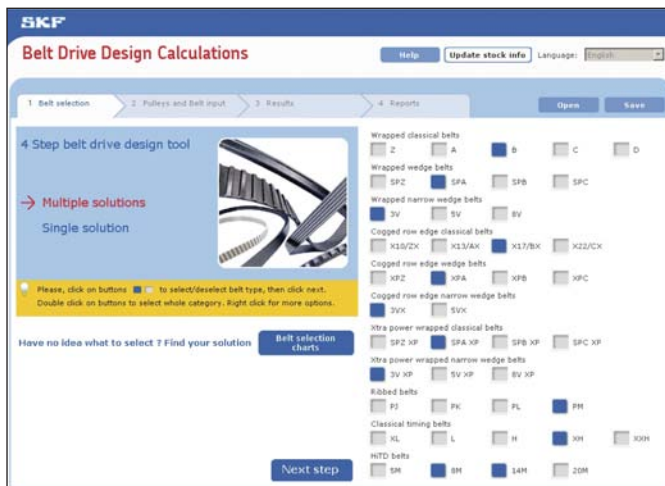 SKF
Belt Drive Design Calculations
Help Update stock info Language: English
1 Belt selection 2 Pulleys and Belt input 3 Results 4 Reports Open Save
4 Step belt drive design tool
→ Multiple solutions
Single solution
Please, click on buttons to select/deselect belt type, then click next.
Double click on buttons to select whole category. Right click for more options.
Have no idea what to select ? Find your solution Belt selection charts
Next step
Wrapped classical belts
Z A B C D
Wrapped wedge belts
SPZ SPA SPB SPC
Wrapped narrow wedge belts
3V 5V 8V
Cogged row edge classical belts
X10/ZX X13/AX X17/BX X22/CX
Cogged row edge wedge belts
XPZ XPA XPB XPC
Cogged row edge narrow wedge belts
3VX 5VX
Xtra power wrapped classical belts
SPZ XP SPA XP SPB XP SPC XP
Xtra power wrapped narrow wedge belts
3V XP 5V XP 8V XP
Ribbed belts
PJ PK PL PM
Classical timing belts
XL L H XH XXH
HiTD belts
5M 8M 14M 20M